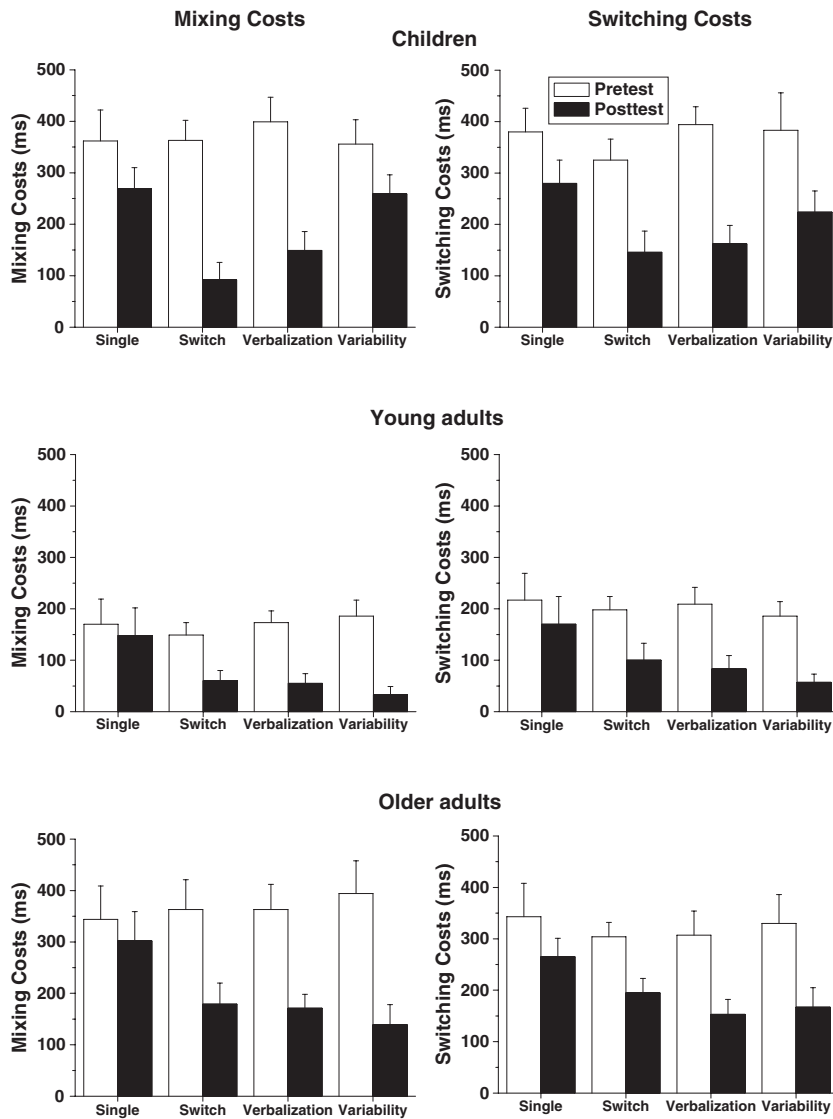 Mixing Costs
Switching Costs
Children
Mixing Costs (ms)
500
400
300
200
100
0
Single Switch Verbalization Variability
Switching Costs (ms)
500
400
300
200
100
0
Pretest
Posttest
Single Switch Verbalization Variability
Young adults
Mixing Costs (ms)
500
400
300
200
100
0
Single Switch Verbalization Variability
Switching Costs (ms)
500
400
300
200
100
0
Single Switch Verbalization Variability
Older adults
Mixing Costs (ms)
500
400
300
200
100
0
Single Switch Verbalization Variability
Switching Costs (ms)
500
400
300
200
100
0
Single Switch Verbalization Variability